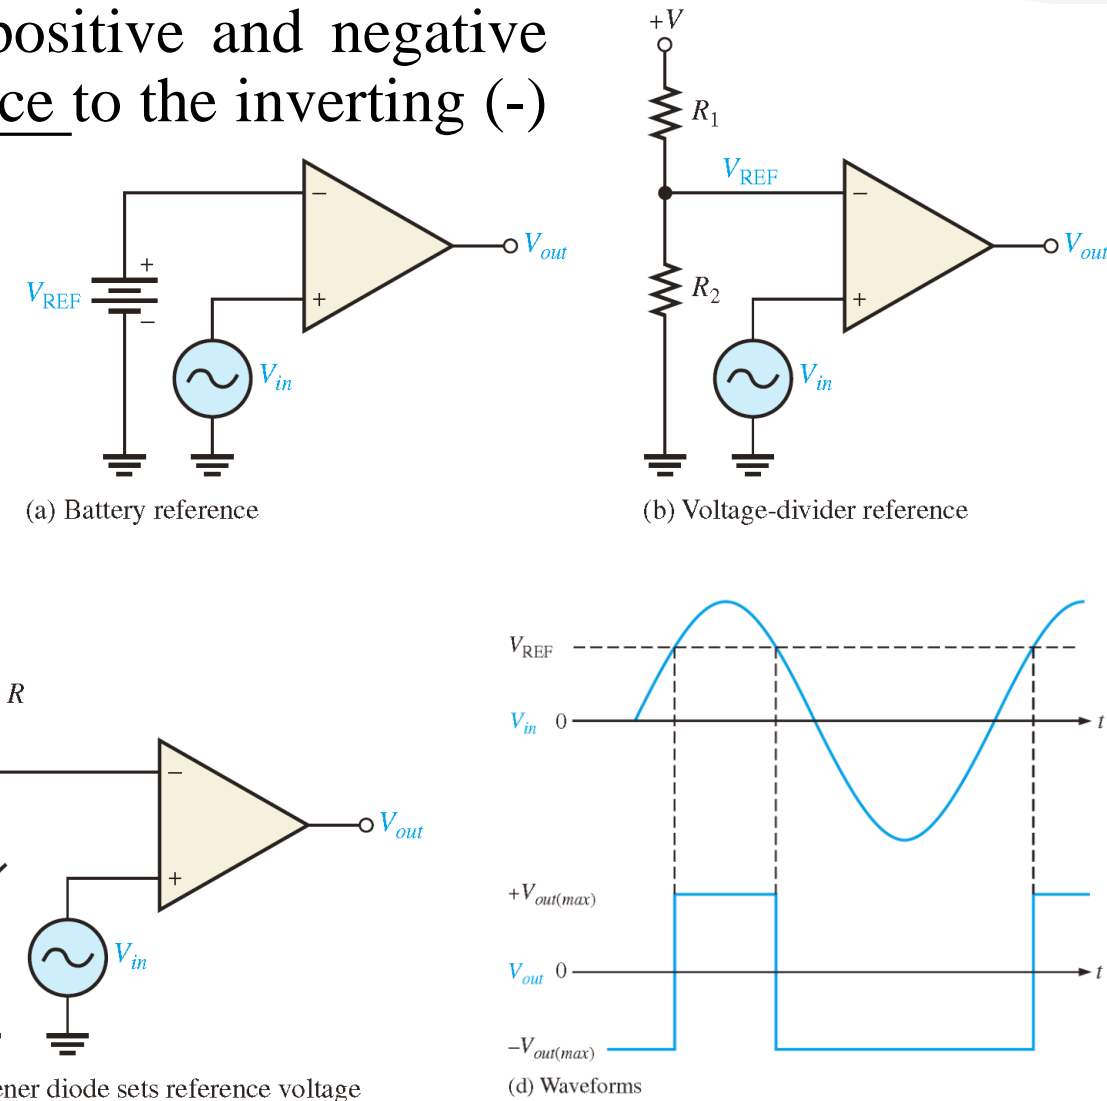 positive and negative
ce to the inverting (-)
+V
R1
VREF
−
+
Vout
R2
Vin
(b) Voltage-divider reference
−
+
VREF
+
−
Vout
Vin
(a) Battery reference
R
−
+
Vout
Vin
ener diode sets reference voltage
VREF
Vin 0
t
+Vout(max)
Vout 0
t
–Vout(max)
(d) Waveforms